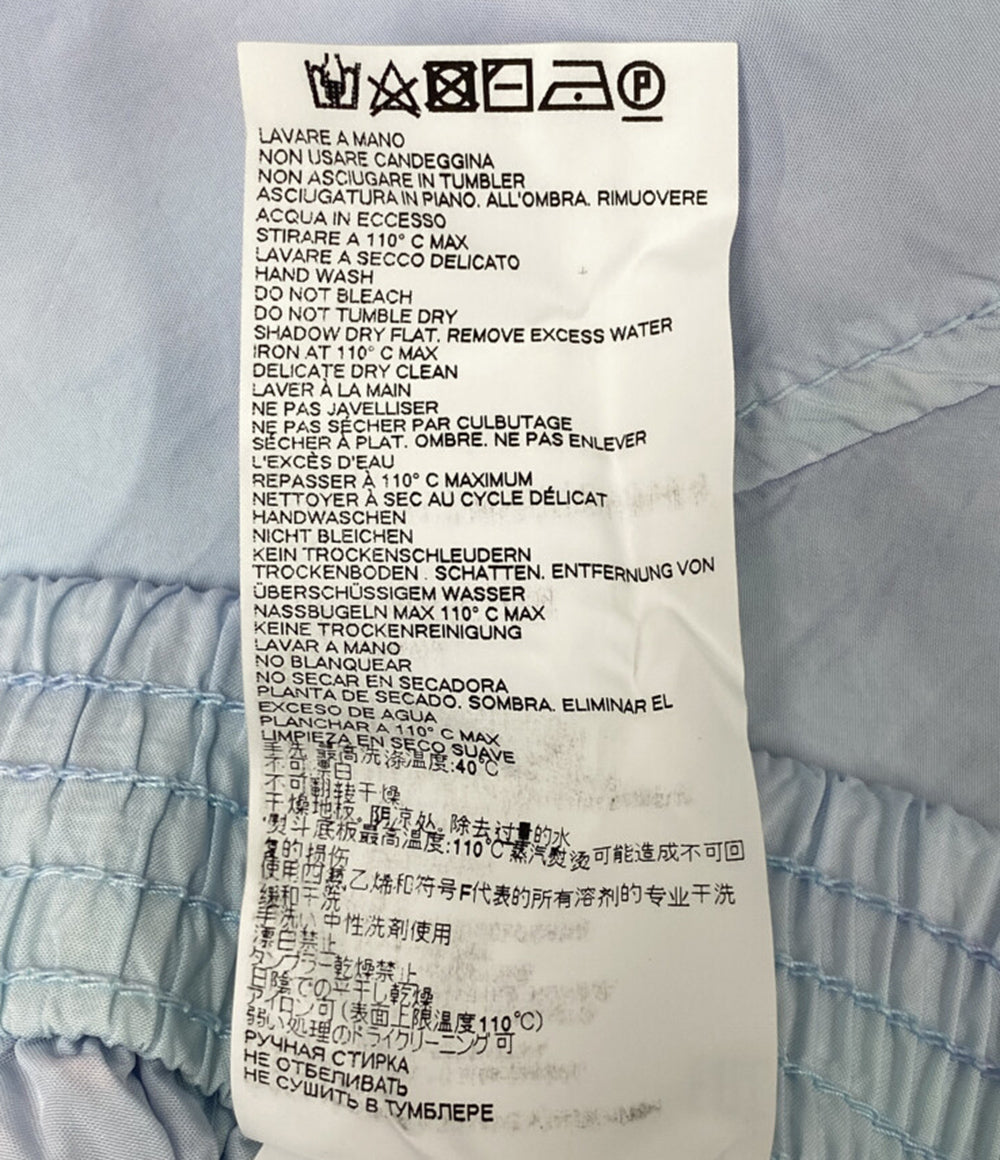 P
LAVARE A MANO
NON USARE CANDEGGINA
NON ASCIUGARE IN TUMBLER
ASCIUGATURA IN PIANO. ALL'OMBRA. RIMUOVERE
ACQUA IN ECCESSO
STIRARE A 110° C MAX
LAVARE A SECCO DELICATO
HAND WASH
DO NOT BLEACH
DO NOT TUMBLE DRY
SHADOW DRY FLAT. REMOVE EXCESS WATER
IRON AT 110° C MAX
DELICATE DRY CLEAN
LAVER À LA MAIN
NE PAS JAVELLISER
NE PAS SÉCHER PAR CULBUTAGE
SÉCHER À PLAT. OMBRE. NE PAS ENLEVER
L'EXCÈS D'EAU
REPASSER À 110° C MAXIMUM
NETTOYER À SEC AU CYCLE DÉLICAT
HANDWASCHEN
NICHT BLEICHEN
KEIN TROCKENSCHLEUDERN
TROCKENBODEN . SCHATTEN. ENTFERNUNG VON
ÜBERSCHÜSSIGEM WASSER
NASSBUGELN MAX 110° C MAX
KEINE TROCKENREINIGUNG
LAVAR A MANO
NO BLANQUEAR
NO SECAR EN SECADORA
PLANTA DE SECADO. SOMBRA. ELIMINAR EL
EXCESO DE AGUA
PLANCHAR A 110° C MAX
LIMPIEZA EN SECO SUAVE
手洗 最高洗涤温度:40℃
不可漂白
不可翻转干燥
干燥地板。阴凉处。除去过量的水
熨斗底板最高温度:110℃ 蒸汽熨烫可能造成不可回
复的损伤
使用四氯乙烯和符号F代表的所有溶剂的专业干洗
缓和干洗
手洗い 中性洗剤使用
漂白禁止
タンブラー乾燥禁止
日陰での平干し乾燥
アイロン可(表面上限温度110℃)
弱い処理のドライクリーニング可
РУЧНАЯ СТИРКА
НЕ ОТБЕЛИВАТЬ
НЕ СУШИТЬ В ТУМБЛЕРЕ